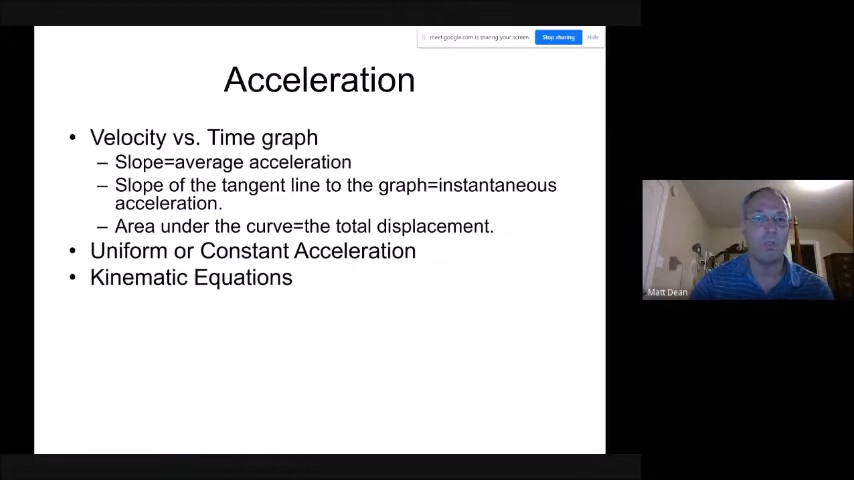 meet.google.com is sharing your screen.
Stop sharing
Hide
Acceleration
• Velocity vs. Time graph
– Slope=average acceleration
– Slope of the tangent line to the graph=instantaneous
acceleration.
– Area under the curve=the total displacement.
• Uniform or Constant Acceleration
• Kinematic Equations
Matt Dean